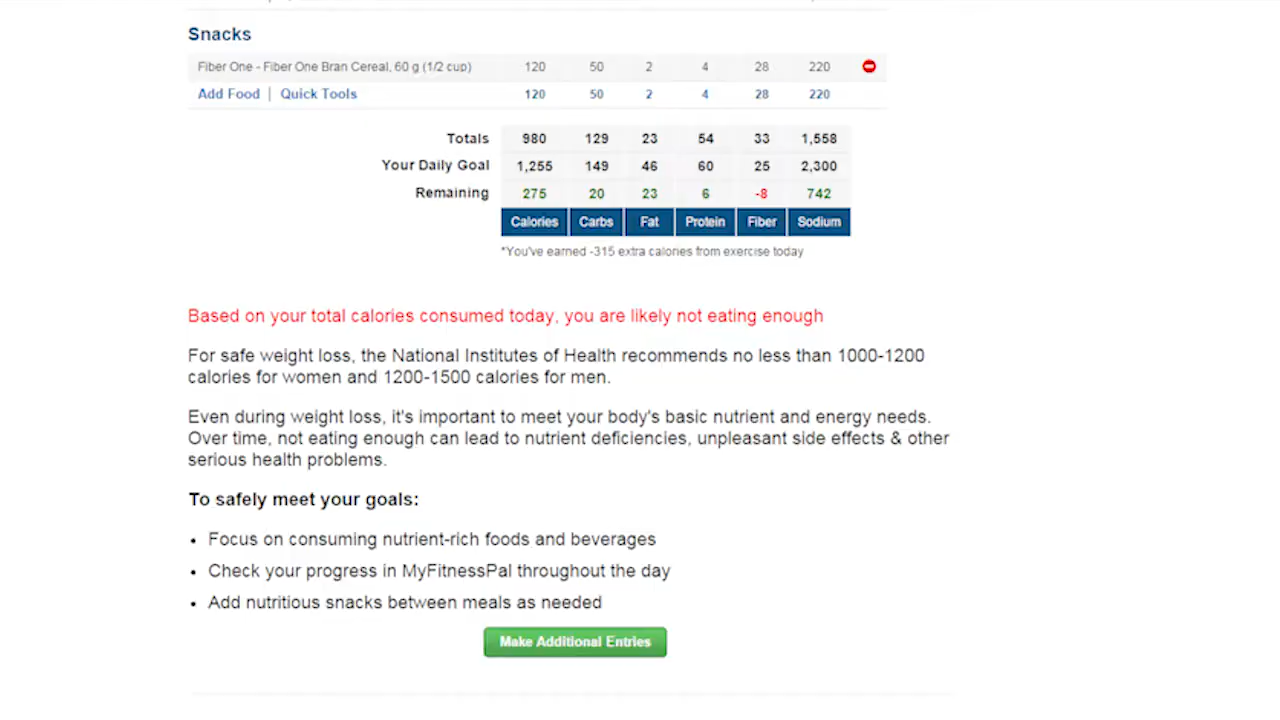 Snacks
Fiber One - Fiber One Bran Cereal, 60 g (1/2 cup) 120 50 2 4 28 220
Add Food | Quick Tools 120 50 2 4 28 220
Totals 980 129 23 54 33 1,558
Your Daily Goal 1,255 149 46 60 25 2,300
Remaining 275 20 23 6 -8 742
Calories Carbs Fat Protein Fiber Sodium
*You've earned -315 extra calories from exercise today
Based on your total calories consumed today, you are likely not eating enough
For safe weight loss, the National Institutes of Health recommends no less than 1000-1200
calories for women and 1200-1500 calories for men.
Even during weight loss, it's important to meet your body's basic nutrient and energy needs.
Over time, not eating enough can lead to nutrient deficiencies, unpleasant side effects & other
serious health problems.
To safely meet your goals:
• Focus on consuming nutrient-rich foods and beverages
• Check your progress in MyFitnessPal throughout the day
• Add nutritious snacks between meals as needed
Make Additional Entries